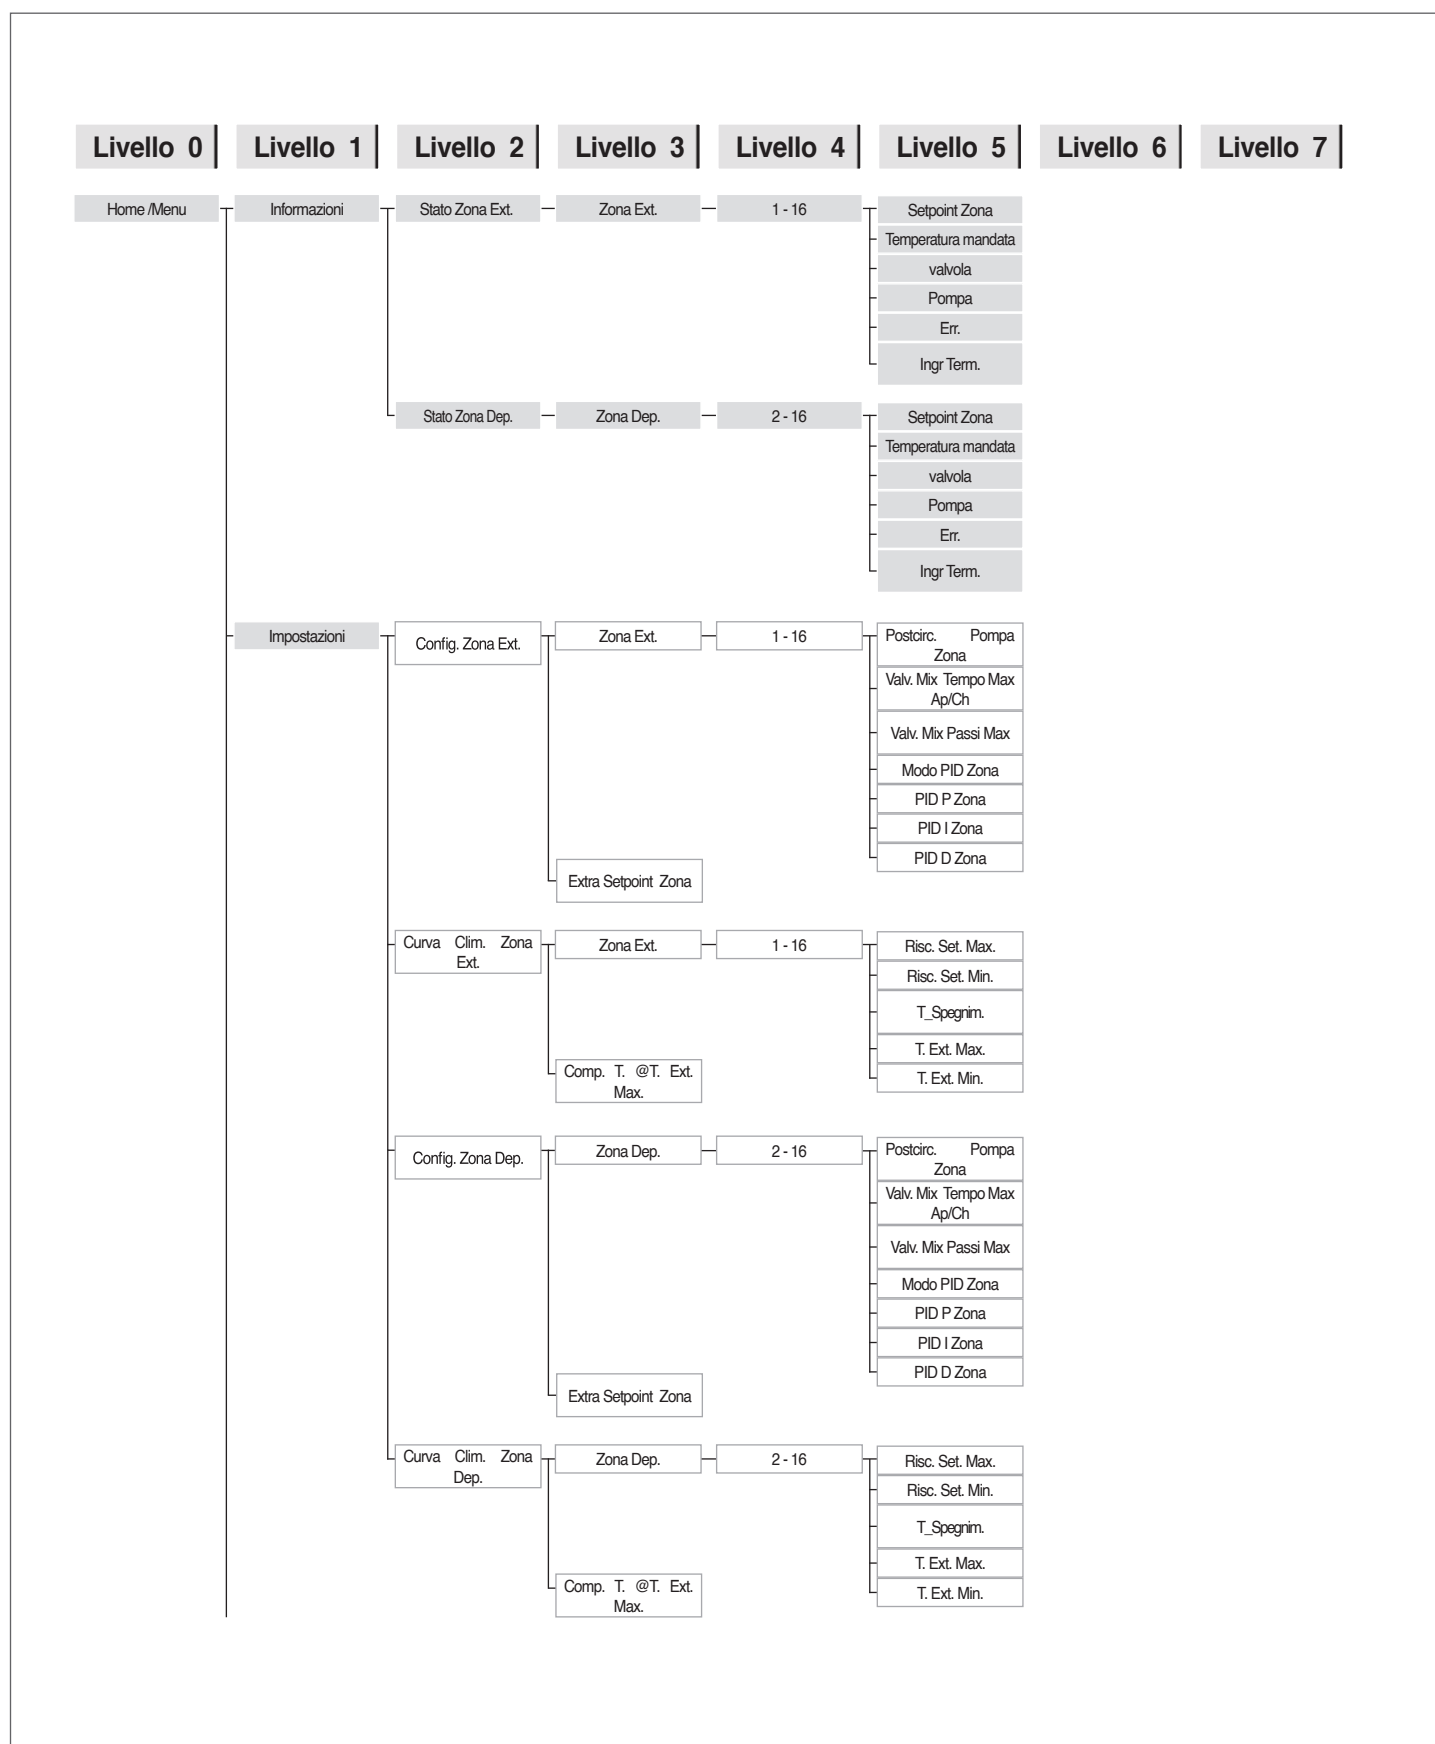 Livello 0
Livello 1
Livello 2
Livello 3
Livello 4
Livello 5
Livello 6
Livello 7
Home /Menu
Informazioni
Stato Zona Ext.
Zona Ext.
1 - 16
Setpoint Zona
Temperatura mandata
valvola
Pompa
Err.
Ingr Term.
Stato Zona Dep.
Zona Dep.
2 - 16
Setpoint Zona
Temperatura mandata
valvola
Pompa
Err.
Ingr Term.
Impostazioni
Config. Zona Ext.
Zona Ext.
1 - 16
Postcirc. Pompa
Zona
Valv. Mix Tempo Max
Ap/Ch
Valv. Mix Passi Max
Modo PID Zona
PID P Zona
PID I Zona
PID D Zona
Extra Setpoint Zona
Curva Clim. Zona
Ext.
Zona Ext.
1 - 16
Risc. Set. Max.
Risc. Set. Min.
T_Spegnim.
T. Ext. Max.
T. Ext. Min.
Comp. T. @T. Ext.
Max.
Config. Zona Dep.
Zona Dep.
2 - 16
Postcirc. Pompa
Zona
Valv. Mix Tempo Max
Ap/Ch
Valv. Mix Passi Max
Modo PID Zona
PID P Zona
PID I Zona
PID D Zona
Extra Setpoint Zona
Curva Clim. Zona
Dep.
Zona Dep.
2 - 16
Risc. Set. Max.
Risc. Set. Min.
T_Spegnim.
T. Ext. Max.
T. Ext. Min.
Comp. T. @T. Ext.
Max.